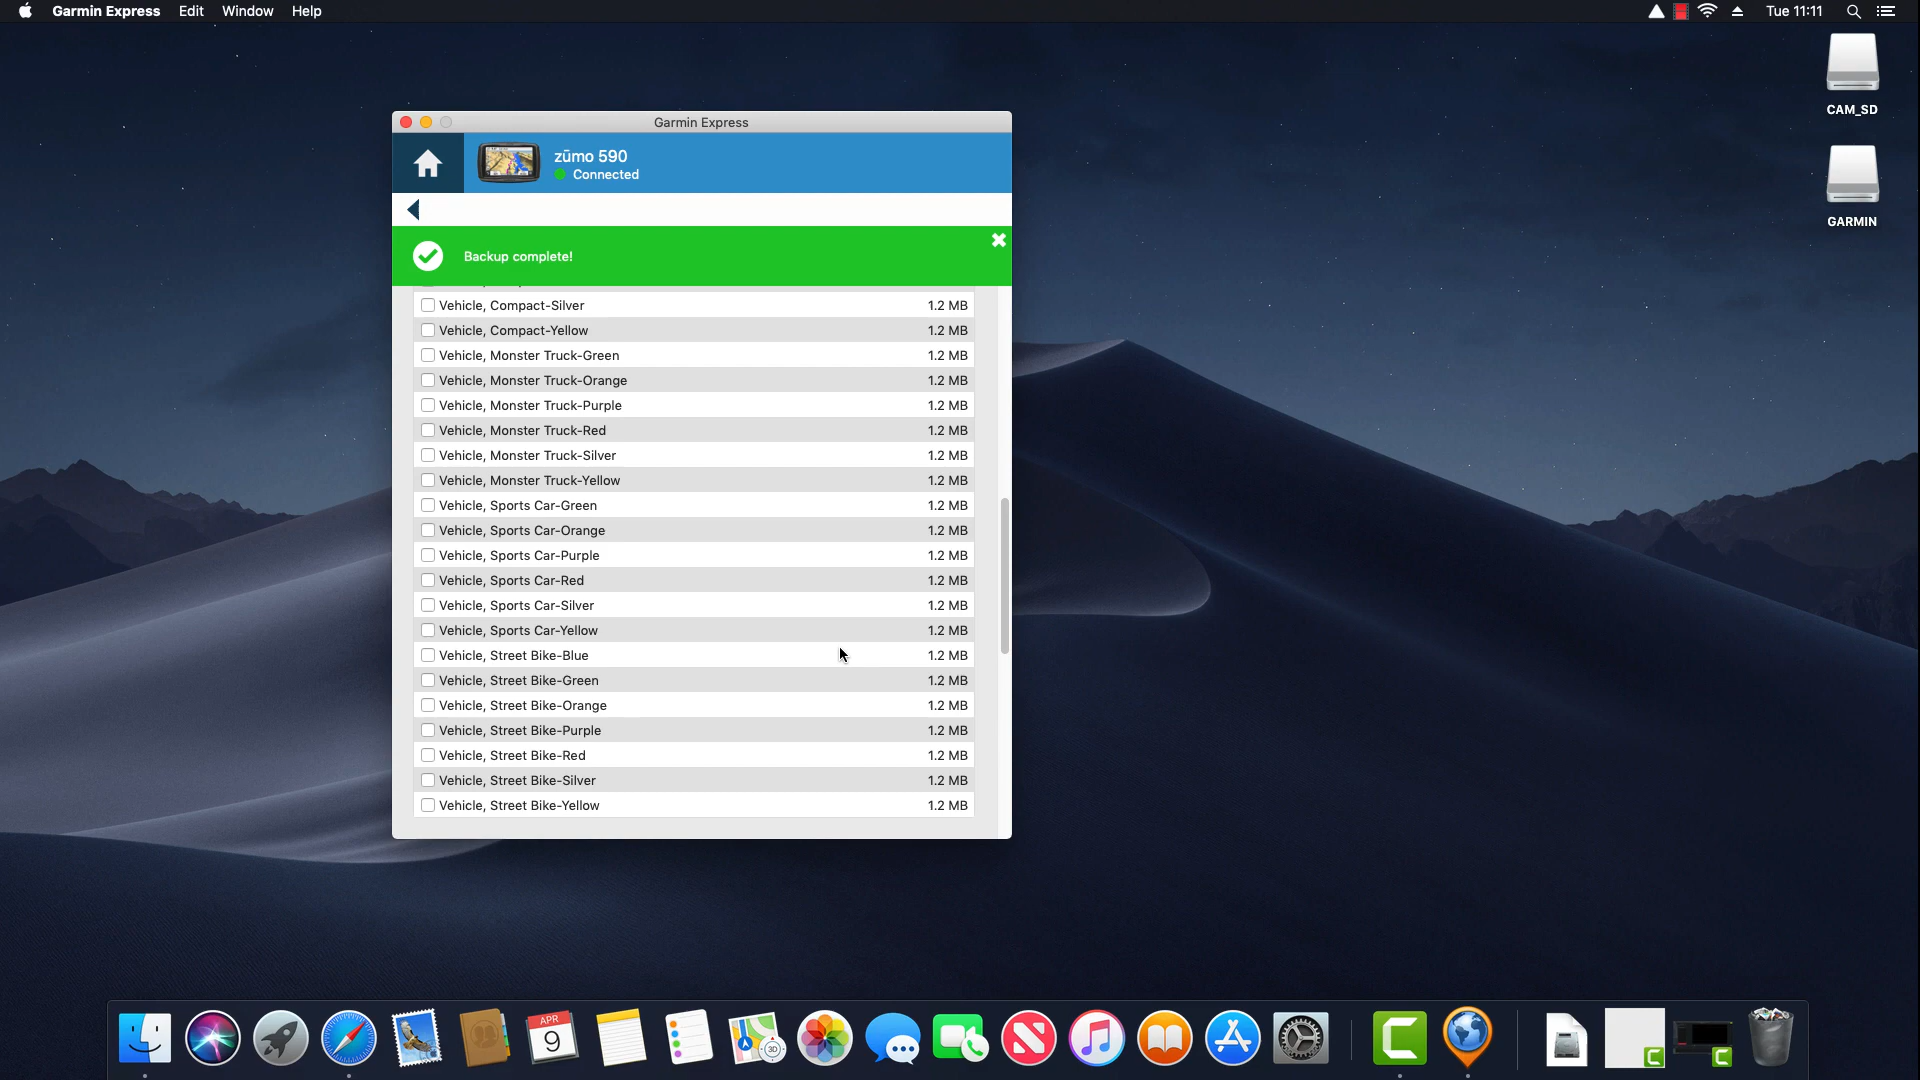 Garmin Express Edit Window Help Tue 11:11
CAM_SD
GARMIN
Garmin Express
zūmo 590
Connected
Backup complete!
Vehicle, Compact-Silver 1.2 MB
Vehicle, Compact-Yellow 1.2 MB
Vehicle, Monster Truck-Green 1.2 MB
Vehicle, Monster Truck-Orange 1.2 MB
Vehicle, Monster Truck-Purple 1.2 MB
Vehicle, Monster Truck-Red 1.2 MB
Vehicle, Monster Truck-Silver 1.2 MB
Vehicle, Monster Truck-Yellow 1.2 MB
Vehicle, Sports Car-Green 1.2 MB
Vehicle, Sports Car-Orange 1.2 MB
Vehicle, Sports Car-Purple 1.2 MB
Vehicle, Sports Car-Red 1.2 MB
Vehicle, Sports Car-Silver 1.2 MB
Vehicle, Sports Car-Yellow 1.2 MB
Vehicle, Street Bike-Blue 1.2 MB
Vehicle, Street Bike-Green 1.2 MB
Vehicle, Street Bike-Orange 1.2 MB
Vehicle, Street Bike-Purple 1.2 MB
Vehicle, Street Bike-Red 1.2 MB
Vehicle, Street Bike-Silver 1.2 MB
Vehicle, Street Bike-Yellow 1.2 MB
APR
9
3D